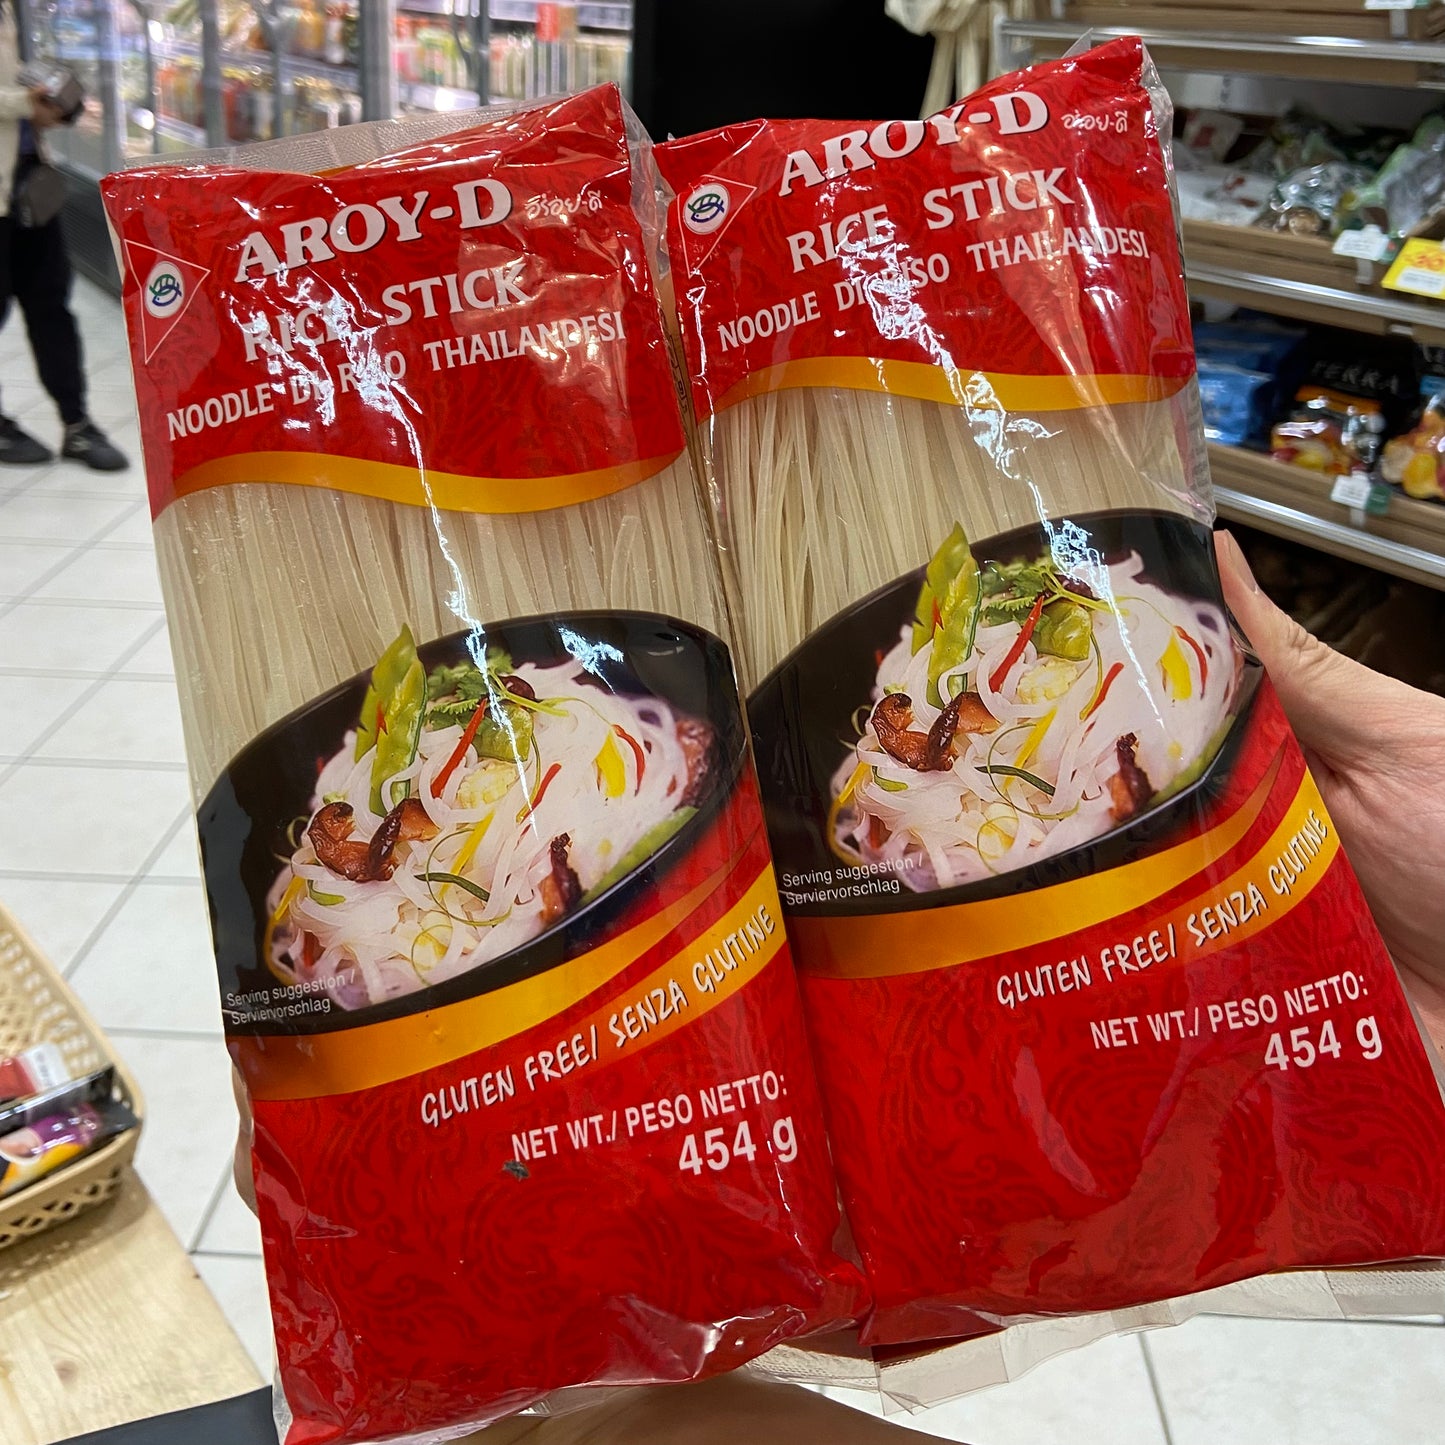 AROY-D อร่อย-ดี
RICE STICK
NOODLE DI RISO THAILANDESI
Serving suggestion /
Serviervorschlag
GLUTEN FREE/ SENZA GLUTINE
NET WT./ PESO NETTO:
454 g
AROY-D อร่อย-ดี
RICE STICK
NOODLE DI RISO THAILANDESI
Serving suggestion /
Serviervorschlag
GLUTEN FREE/ SENZA GLUTINE
NET WT./ PESO NETTO:
454 g
TERRA